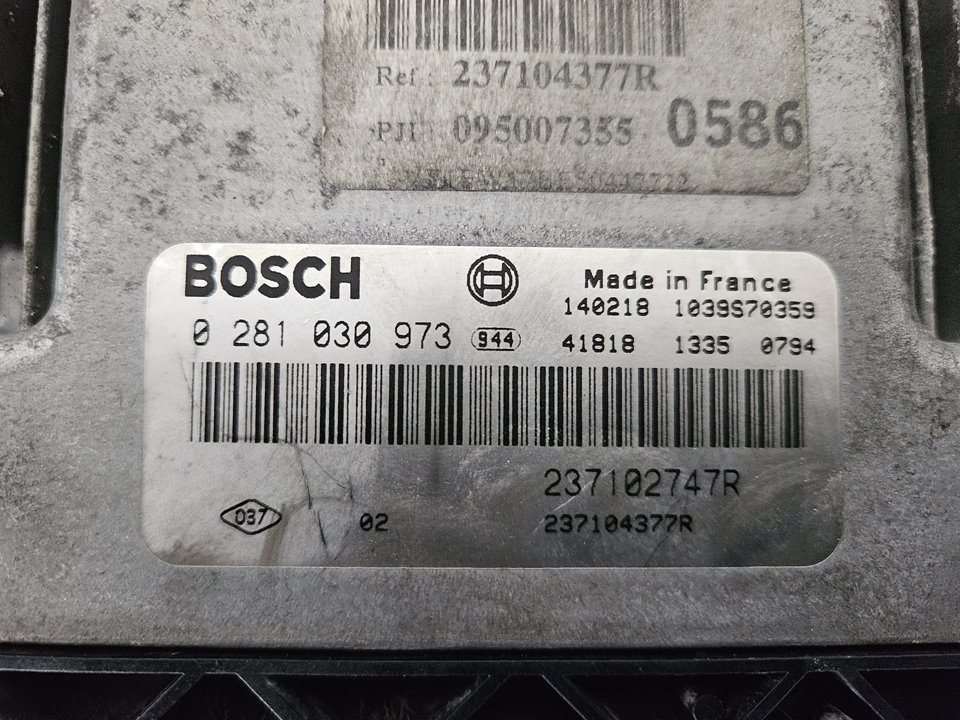 Ref : 237104377R
PJI : 095007355 0586
BOSCH
Made in France
140218 1039S70359
0 281 030 973 944
41818 1335 0794
237102747R
037 02 237104377R